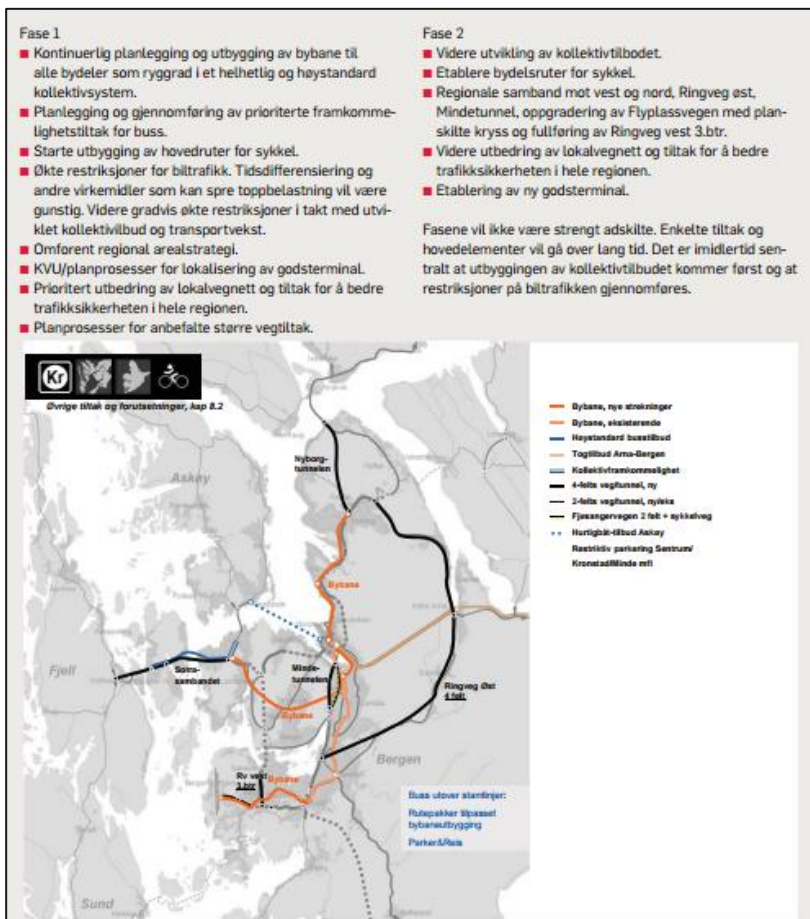 Fase 1
■ Kontinuerlig planlegging og utbygging av bybane til
alle bydeler som ryggrad i et helhetlig og høystandard
kollektivsystem.
■ Planlegging og gjennomføring av prioriterte framkomme-
lighetstiltak for buss.
■ Starte utbygging av hovedruter for sykkel.
■ Økte restriksjoner for biltrafikk. Tidsdifferensiering og
andre virkemidler som kan spre toppbelastning vil være
gunstig. Videre gradvis økte restriksjoner i takt med utvi-
klet kollektivilbud og transportvekst.
■ Omforent regional arealstrategi.
■ KVU/planprosesser for lokalisering av godsterminal.
■ Prioritert utbedring av lokalvegnett og tiltak for å bedre
trafikksikkerheten i hele regionen.
■ Planprosesser for anbefalte større vegtiltak.
Fase 2
■ Videre utvikling av kollektivtilbodet.
■ Etablere bydelsruter for sykkel.
■ Regionale samband mot vest og nord, Ringveg øst,
Mindetunnel, oppgradering av Flyplassvegen med plan-
skilte kryss og fullføring av Ringveg vest 3.btr.
■ Videre utbedring av lokalvegnett og tiltak for å bedre
trafikksikkerheten i hele regionen.
■ Etablering av ny godsterminal.
Fasene vil ikke være strengt adskilte. Enkelte tiltak og
hovedelementer vil gå over lang tid. Det er imidlertid sen-
tralt at utbyggingen av kollektivtilbudet kommer først og at
restriksjoner på biltrafikken gjennomføres.
Kr
Øvrige tiltak og forutsetninger, kap 8.2
Bybane, nye strekninger
Bybane, eksisterende
Høystandard busstilbud
Togtilbud Arna-Bergen
Kollektivframkommelighet
4-felts veg/tunnel, ny
2-felts veg/tunnel, ny/eks
Fjøsangervegen 2 felt + sykkelveg
Hurtigbåt-tilbud Askøy
Restriktiv parkering Sentrum/
Kronstad/Minde mfl
Nyborg-
tunnelen
Askøy
Bybane
Fjell
Sotra-
sambandet
Minde-
tunnelen
Bybane
Ringveg Øst
4 felt
Bergen
Rv vest
3.btr
Bybane
Buss utover stamlinjer:
Rutepakker tilpasset
bybaneutbygging
Parker&Reis
Sund